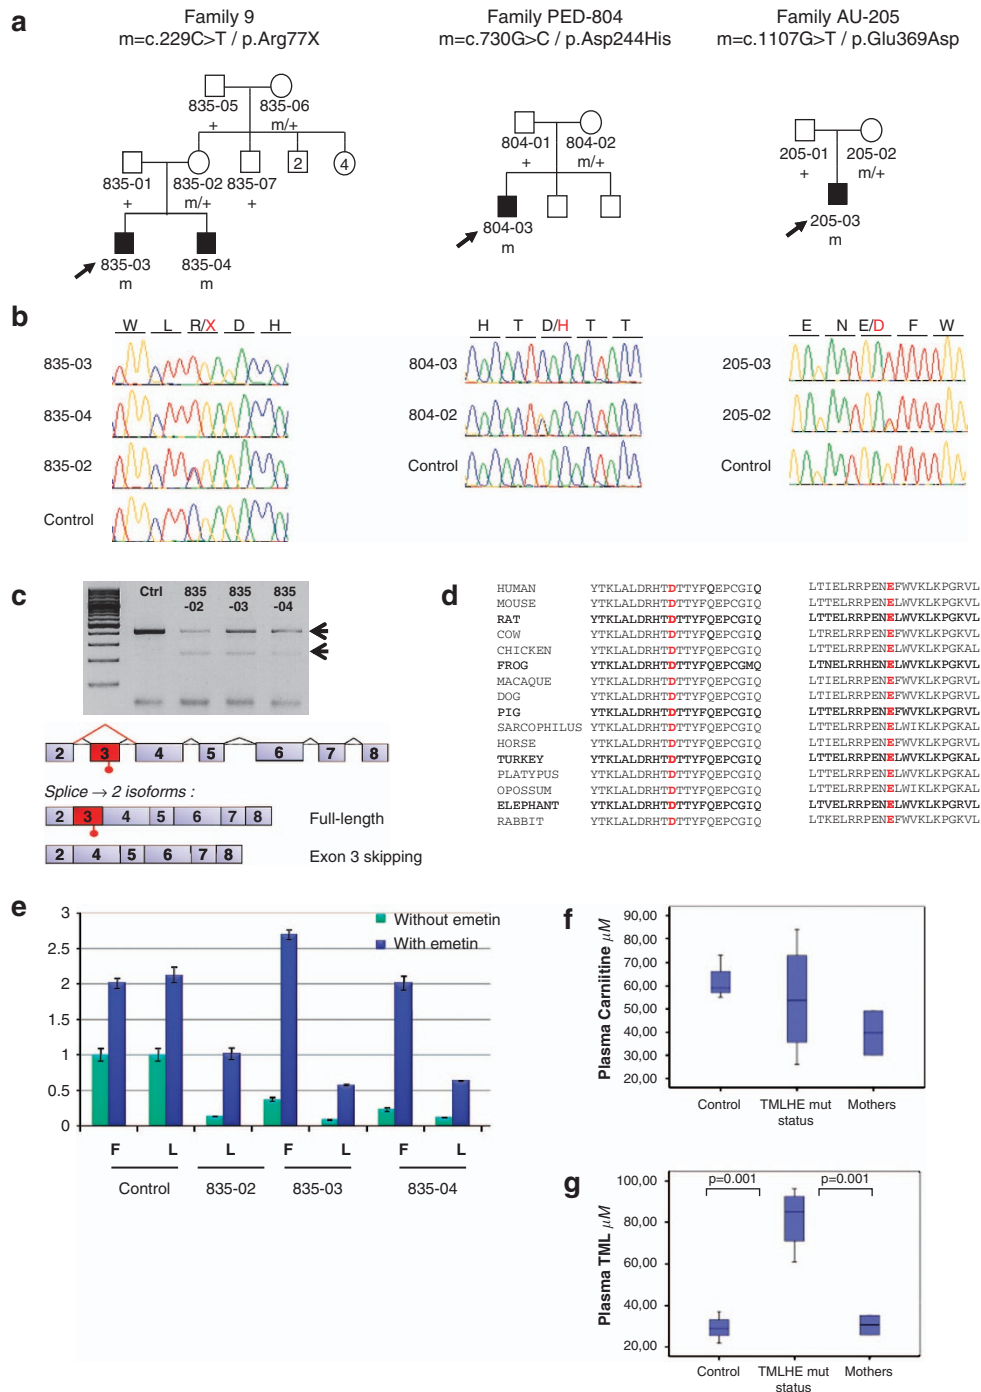 a
Family 9
m=c.229C>T / p.Arg77X
Family PED-804
m=c.730G>C / p.Asp244His
Family AU-205
m=c.1107G>T / p.Glu369Asp
835-05
+
835-06
m/+
835-01
+
835-02
m/+
835-07
+
2
4
835-03
m
835-04
m
804-01
+
804-02
m/+
804-03
m
205-01
+
205-02
m/+
205-03
m
b
W L R/X D H
835-03
835-04
835-02
Control
H T D/H T T
804-03
804-02
Control
E N E/D F W
205-03
205-02
Control
c
Ctrl 835 835 835
-02 -03 -04
2 3 4 5 6 7 8
Splice → 2 isoforms :
2 3 4 5 6 7 8 Full-length
2 4 5 6 7 8 Exon 3 skipping
d
HUMAN YTKLALDRHTDTTYFQEPCGIQ LTIELRRPENEFWVKLKPGRVL
MOUSE YTKLALDRHTDTTYFQEPCGIQ LTTELRRPENELWVKLKPGKVL
RAT YTKLALDRHTDTTYFQEPCGIQ LTTELRRPENELWVKLKPGKVL
COW YTKLALDRHTDTTYFQEPCGIQ LTRELRRPENELWVKLKPGKVL
CHICKEN YTKLALDRHTDTTYFQEPCGIQ LTTELRRPENELWVKLKPGKAL
FROG YTKLALDRHTDTTYFQEPCGMQ LTNELRRHENELWVKLKPGKVL
MACAQUE YTKLALDRHTDTTYFQEPCGIQ LTIELRRPENEFWVKLKPGRVL
DOG YTKLALDRHTDTTYFQEPCGIQ LTTELRRPENELWVKLKPGKVL
PIG YTKLALDRHTDTTYFQEPCGIQ LTTELRRPENELWVKLKPGKVL
SARCOPHILUS YTKLALDRHTDTTYFQEPCGIQ LTTELRRPENELWIKLKPGKAL
HORSE YTKLALDRHTDTTYFQEPCGIQ LTTELRRPENELWVKLKPGKVL
TURKEY YTKLALDRHTDTTYFQEPCGIQ LTTELRRPENELWVKLKPGKAL
PLATYPUS YTKLALDRHTDTTYFQEPCGIQ LTTELRRPENELWVKLKPGKAL
OPOSSUM YTKLALDRHTDTTYFQEPCGIQ LTTELRRPENELWIKLKPGKAL
ELEPHANT YTKLALDRHTDTTYFQEPCGIQ LTVELRRPENELWVKLKPGRVL
RABBIT YTKLALDRHTDTTYFQEPCGIQ LTKELRRPENEFWVKLKPGRVL
e
3
2.5
2
1.5
1
0.5
0
Without emetin
With emetin
F L L F L F L
Control 835-02 835-03 835-04
f
Plasma Carniitine µM
90,00
80,00
70,00
60,00
50,00
40,00
30,00
20,00
Control TMLHE mut Mothers
status
g
Plasma TML µM
100,00
80,00
60,00
40,00
20,00
p=0.001 p=0.001
Control TMLHE mut Mothers
status